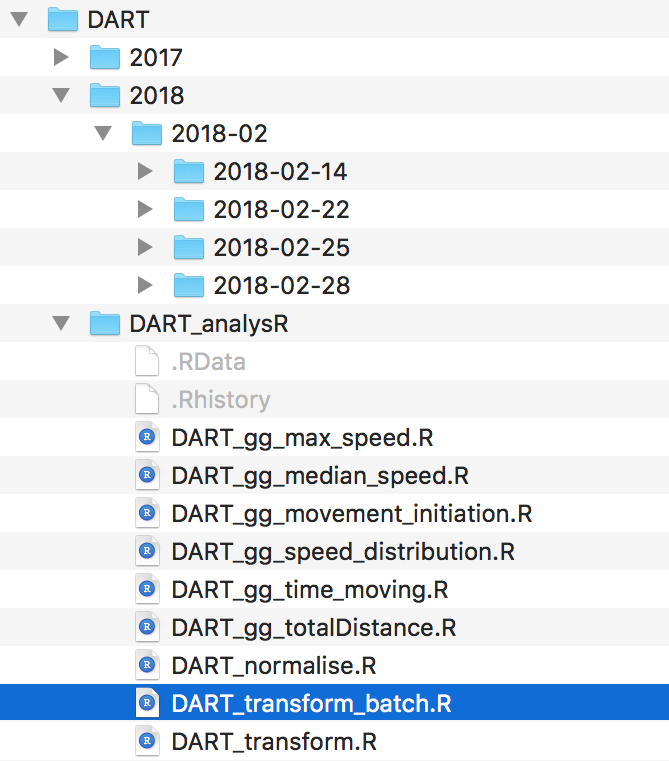 DART
2017
2018
2018-02
2018-02-14
2018-02-22
2018-02-25
2018-02-28
DART_analysR
.RData
.Rhistory
DART_gg_max_speed.R
DART_gg_median_speed.R
DART_gg_movement_initiation.R
DART_gg_speed_distribution.R
DART_gg_time_moving.R
DART_gg_totalDistance.R
DART_normalise.R
DART_transform_batch.R
DART_transform.R